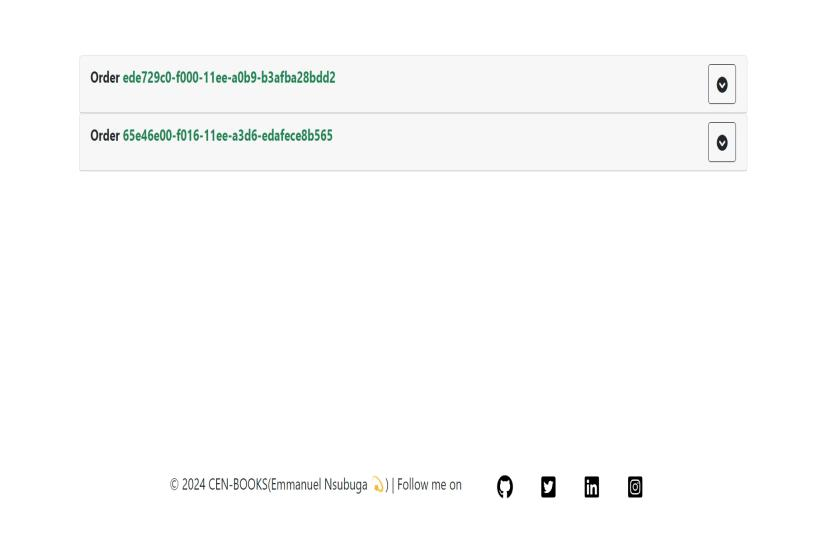 Order ede729c0-f000-11ee-a0b9-b3afba28bdd2
Order 65e46e00-f016-11ee-a3d6-edafece8b565
© 2024 CEN-BOOKS(Emmanuel Nsubuga 💫) | Follow me on